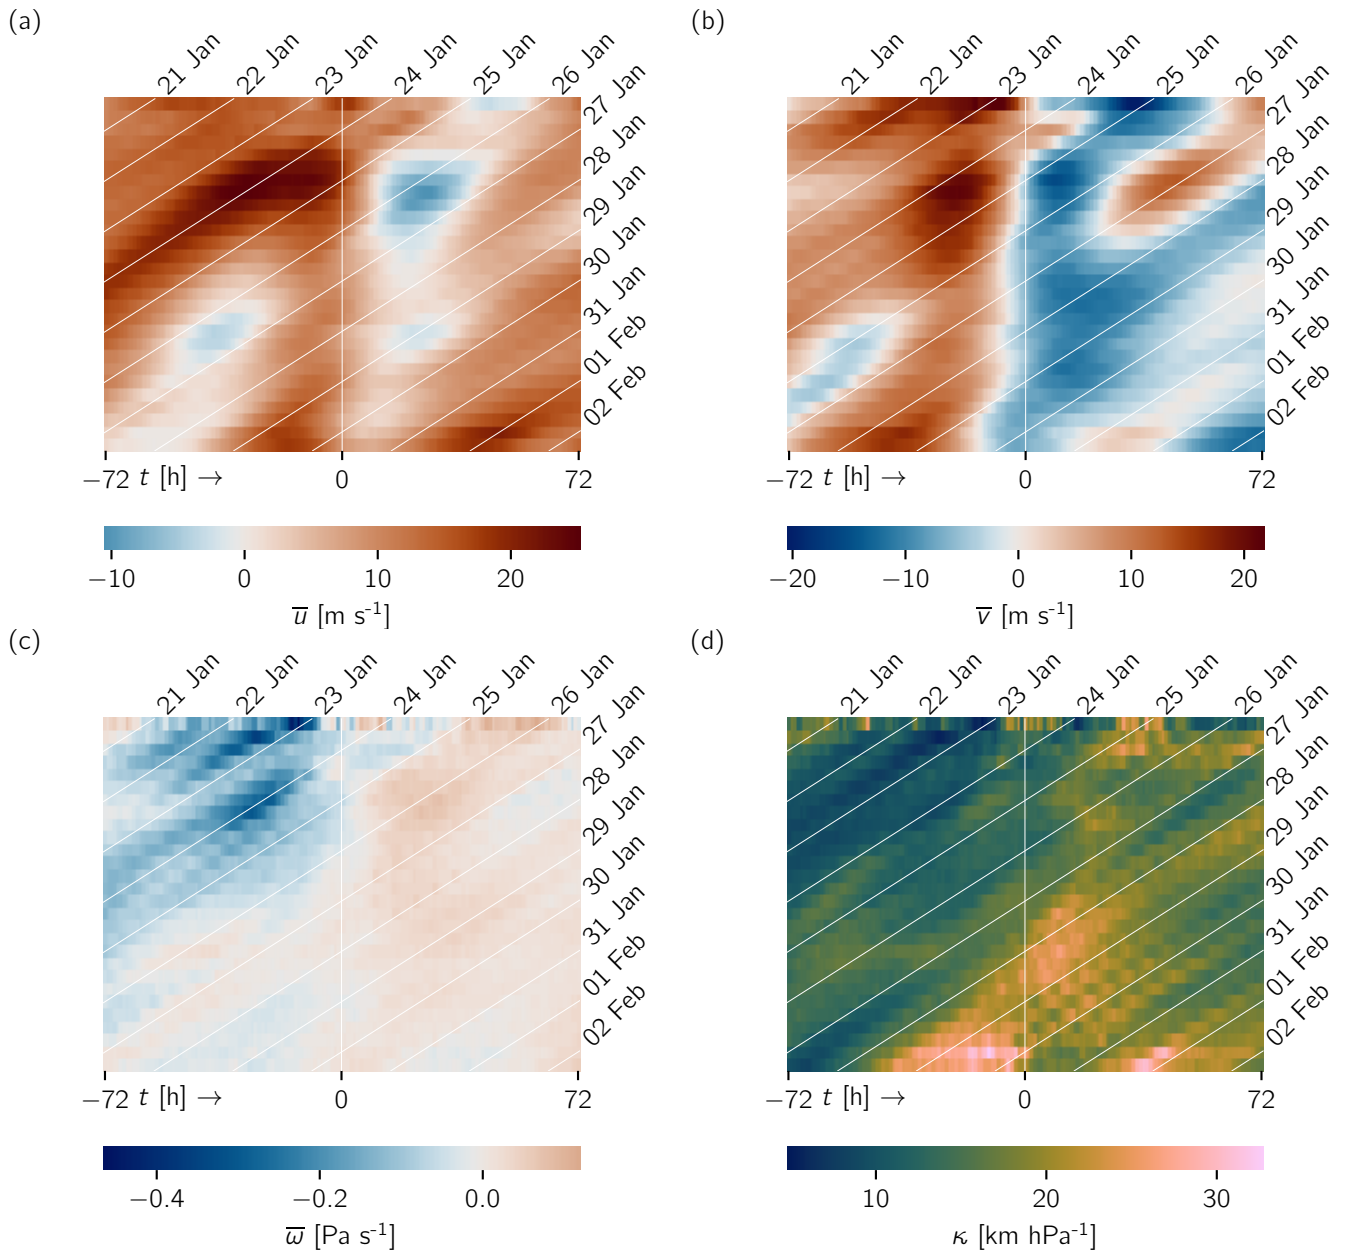 (a)
21 Jan
22 Jan
23 Jan
24 Jan
25 Jan
26 Jan
27 Jan
28 Jan
29 Jan
30 Jan
31 Jan
01 Feb
02 Feb
−72 t [h] → 0 72
−10 0 10 20
u̅ [m s⁻¹]
(b)
21 Jan
22 Jan
23 Jan
24 Jan
25 Jan
26 Jan
27 Jan
28 Jan
29 Jan
30 Jan
31 Jan
01 Feb
02 Feb
−72 t [h] → 0 72
−20 −10 0 10 20
v̅ [m s⁻¹]
(c)
21 Jan
22 Jan
23 Jan
24 Jan
25 Jan
26 Jan
27 Jan
28 Jan
29 Jan
30 Jan
31 Jan
01 Feb
02 Feb
−72 t [h] → 0 72
−0.4 −0.2 0.0
ω̅ [Pa s⁻¹]
(d)
21 Jan
22 Jan
23 Jan
24 Jan
25 Jan
26 Jan
27 Jan
28 Jan
29 Jan
30 Jan
31 Jan
01 Feb
02 Feb
−72 t [h] → 0 72
10 20 30
κ [km hPa⁻¹]